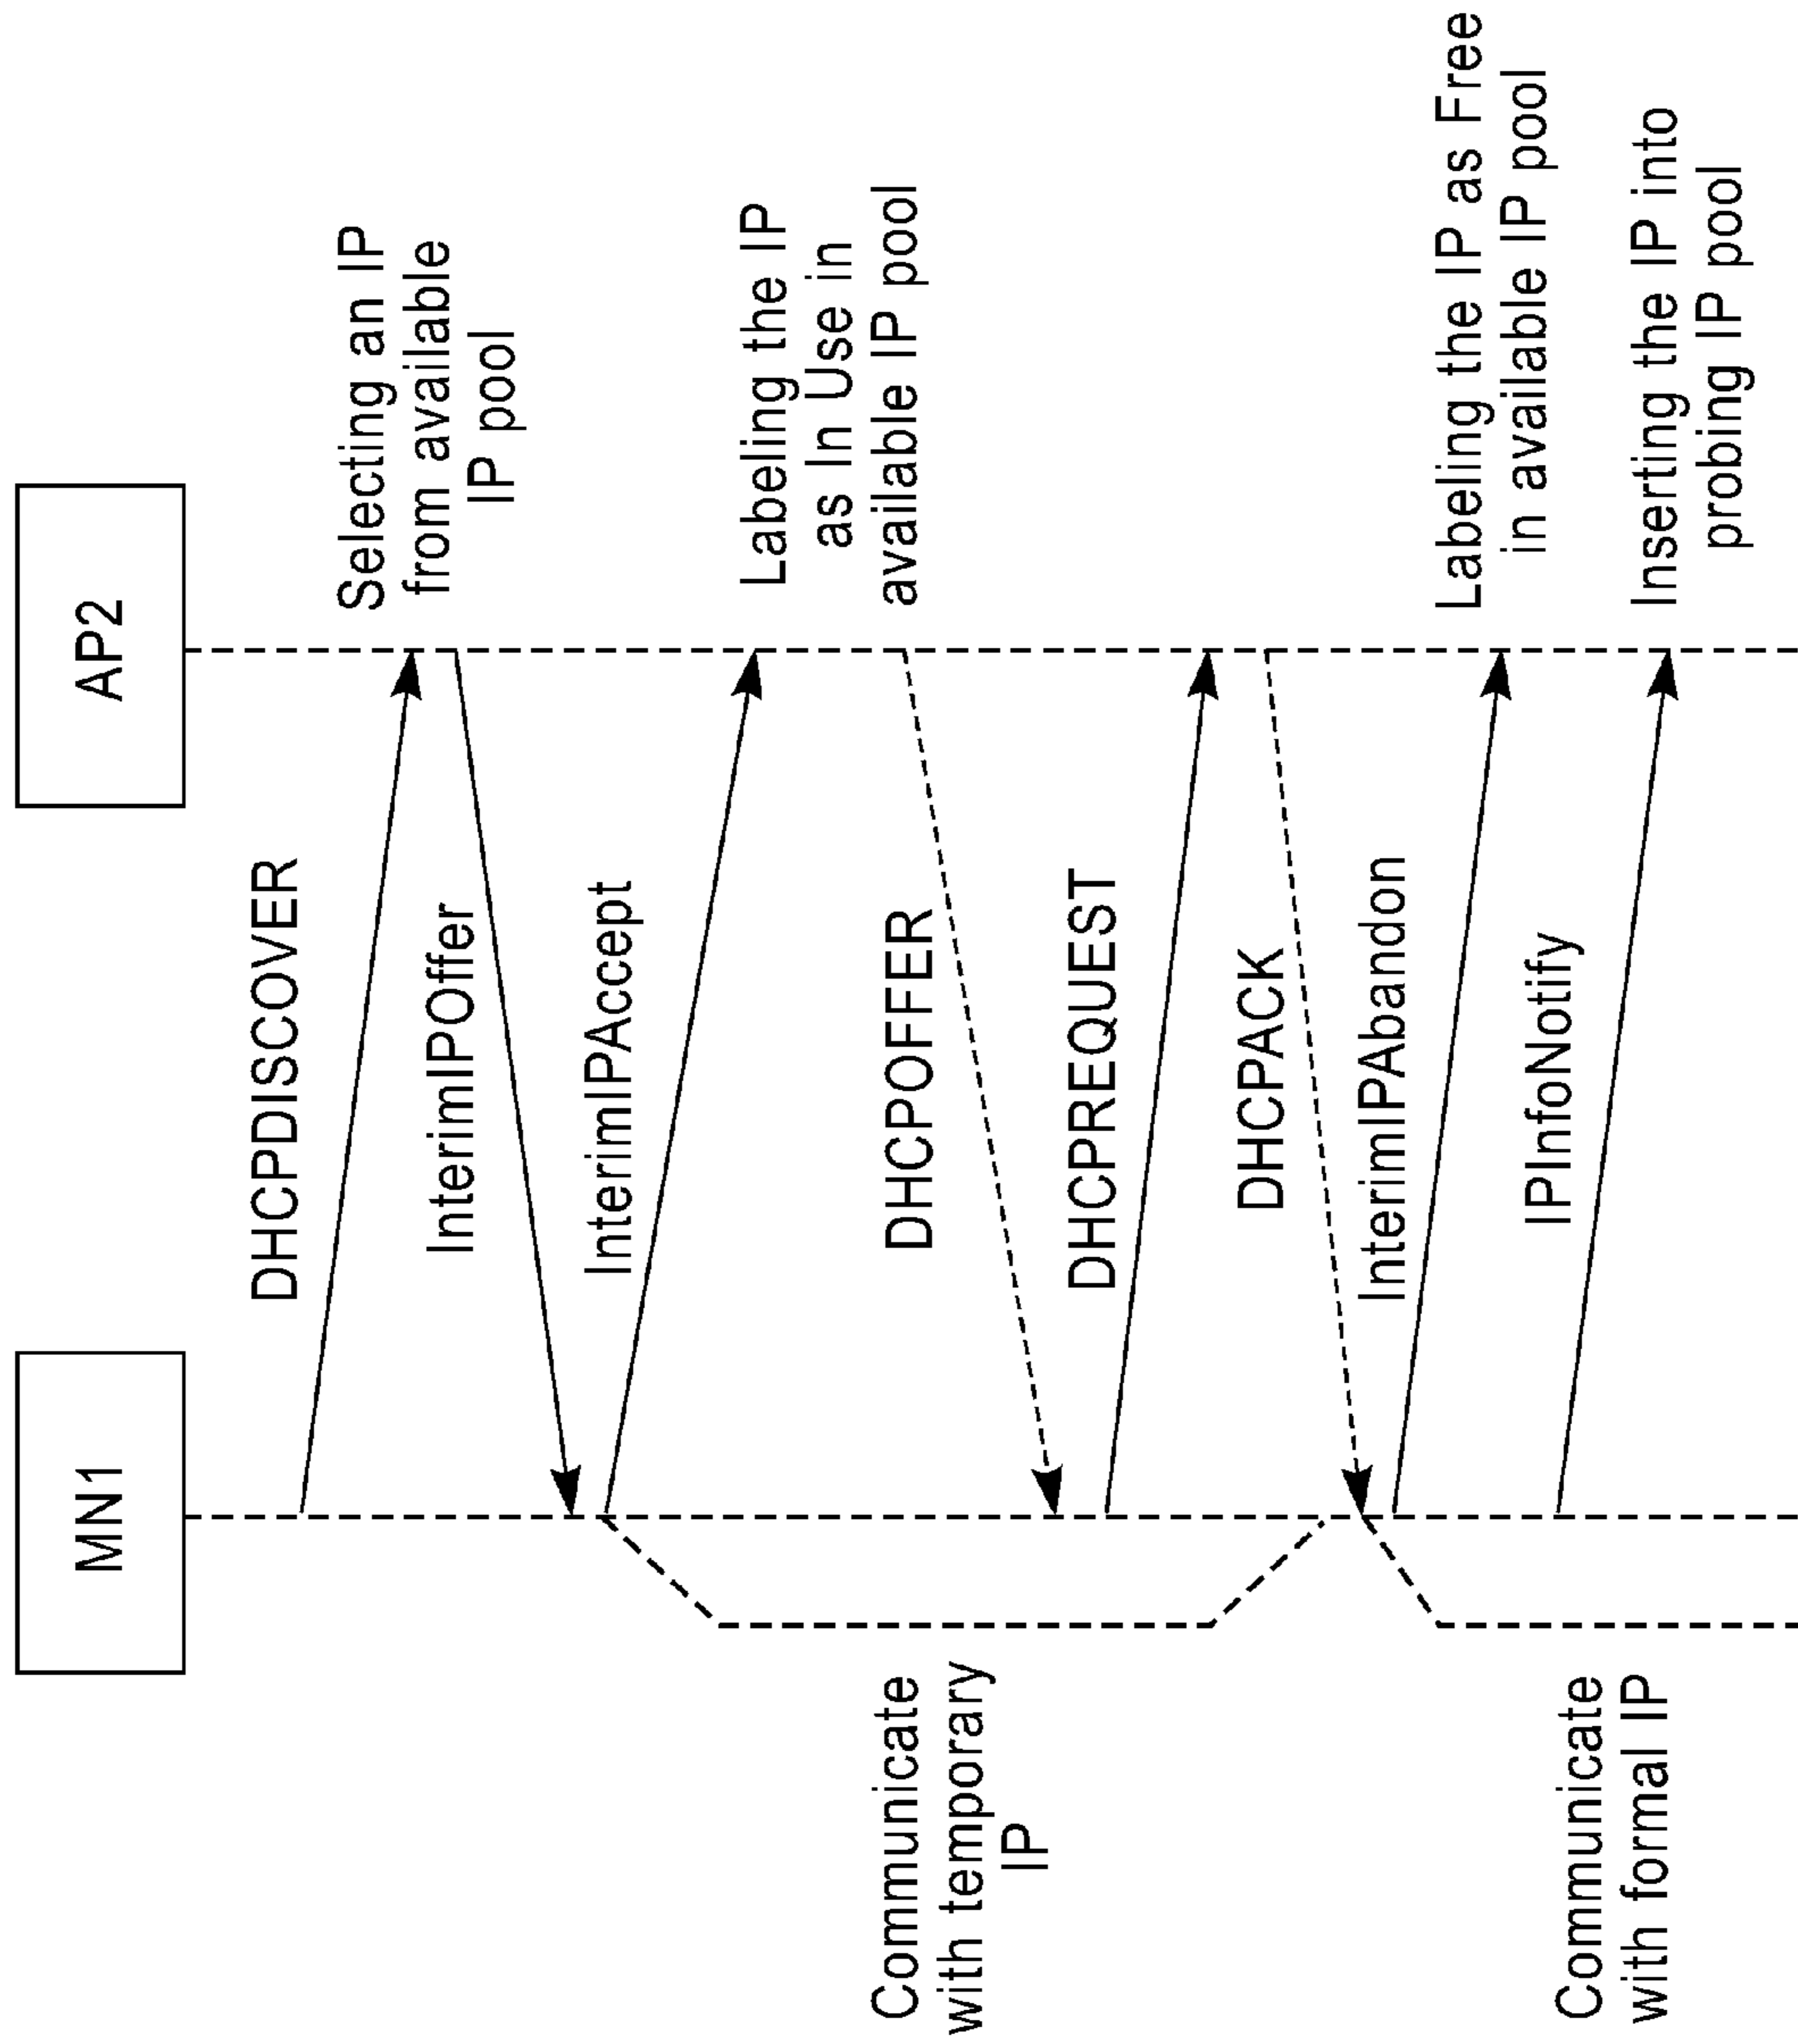 MN1
AP2
DHCPDISCOVER
Selecting an IP
from available
IP pool
InterimIPOffer
InterimIPAccept
Labeling the IP
as In Use in
available IP pool
Communicate
with temporary
IP
DHCPOFFER
DHCPREQUEST
DHCPACK
InterimIPAbandon
Labeling the IP as Free
in available IP pool
Communicate
with formal IP
IPInfoNotify
Inserting the IP into
probing IP pool